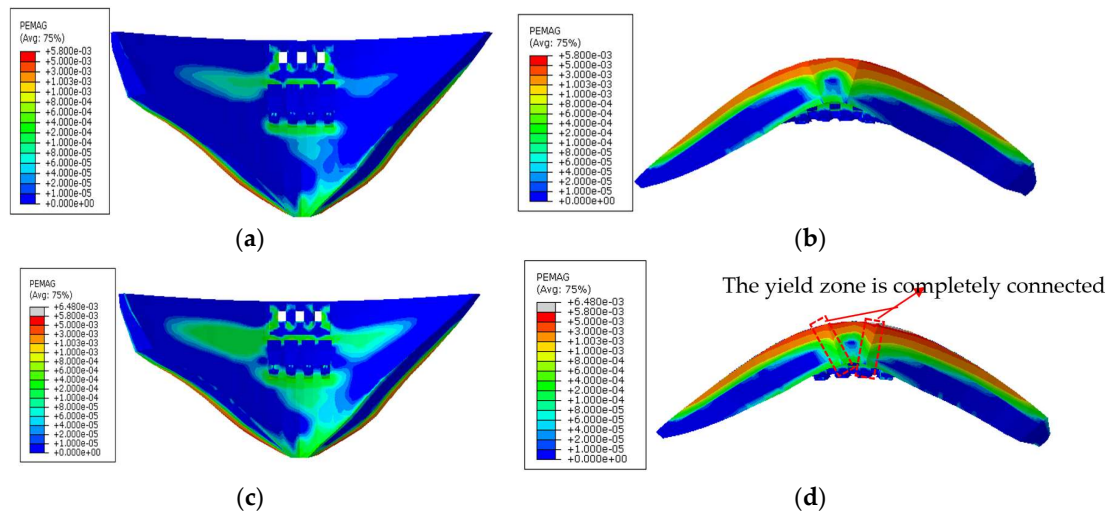 PEMAG
(Avg: 75%)
+5.800e-03
+5.000e-03
+3.000e-03
+1.003e-03
+9.000e-04
+8.000e-04
+6.000e-04
+4.000e-04
+2.000e-04
+1.000e-04
+8.000e-05
+6.000e-05
+4.000e-05
+2.000e-05
+1.000e-05
+0.000e+00
(a)
PEMAG
(Avg: 75%)
+5.800e-03
+5.000e-03
+3.000e-03
+1.003e-03
+9.000e-04
+8.000e-04
+6.000e-04
+4.000e-04
+2.000e-04
+1.000e-04
+8.000e-05
+6.000e-05
+4.000e-05
+2.000e-05
+1.000e-05
+0.000e+00
(b)
PEMAG
(Avg: 75%)
+6.480e-03
+5.800e-03
+5.000e-03
+3.000e-03
+1.003e-03
+9.000e-04
+8.000e-04
+6.000e-04
+4.000e-04
+2.000e-04
+1.000e-04
+8.000e-05
+6.000e-05
+4.000e-05
+2.000e-05
+1.000e-05
+0.000e+00
(c)
PEMAG
(Avg: 75%)
+6.480e-03
+5.800e-03
+5.000e-03
+3.000e-03
+1.003e-03
+9.000e-04
+8.000e-04
+6.000e-04
+4.000e-04
+2.000e-04
+1.000e-04
+8.000e-05
+6.000e-05
+4.000e-05
+2.000e-05
+1.000e-05
+0.000e+00
The yield zone is completely connected
(d)